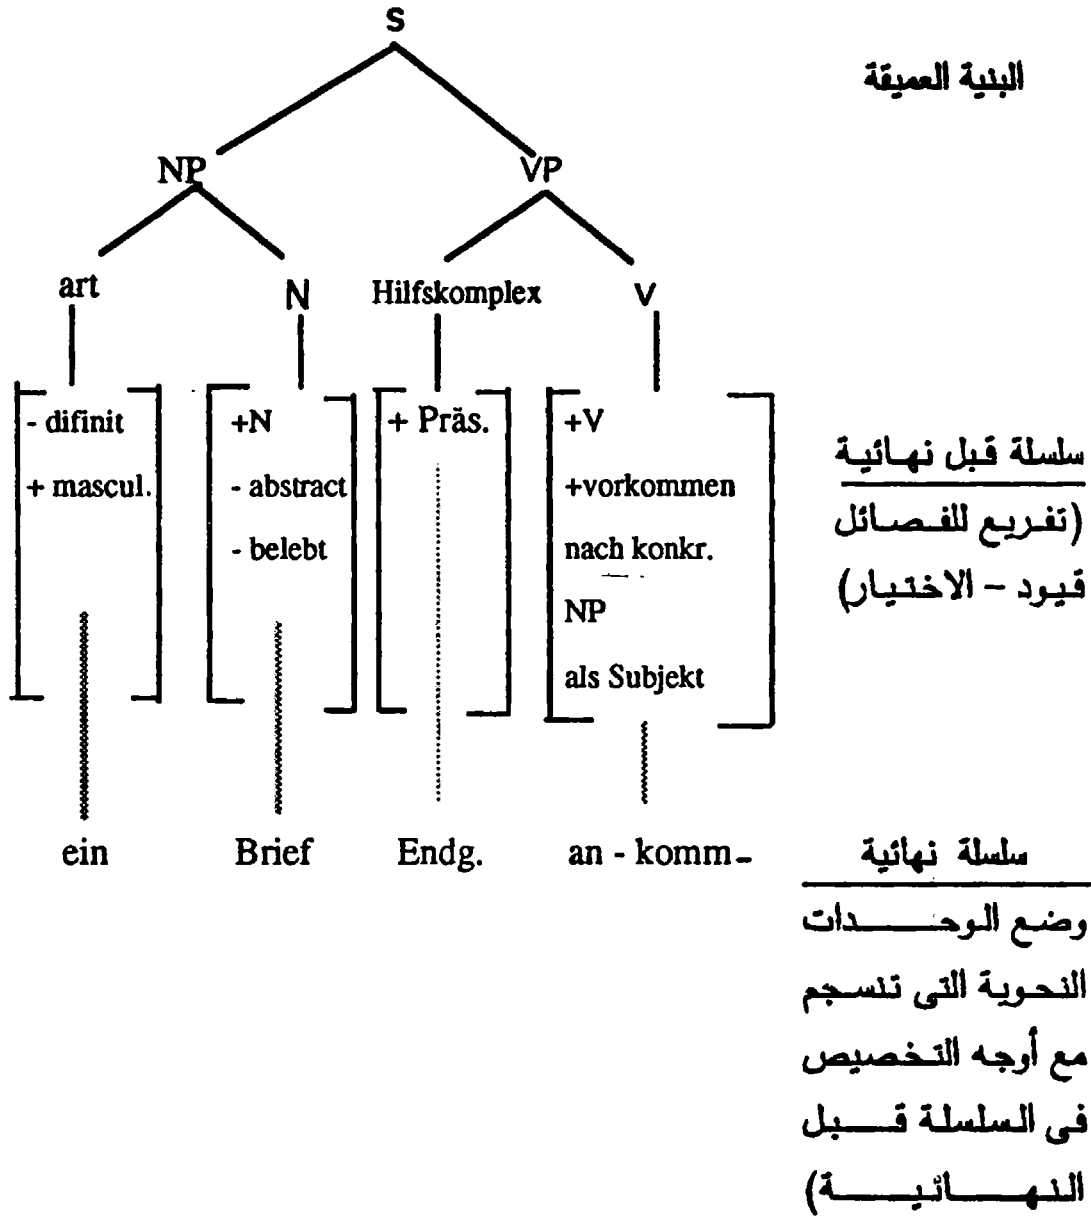 S
البنية العميقة
NP VP
art N Hilfskomplex V
- difinit
+ mascul.
+N
- abstract
- belebt
+ Präs.
+V
+vorkommen
nach konkr.
NP
als Subjekt
سلسلة قبل نهائية
(تفريع للفصائل
قيود – الاختيار)
ein Brief Endg. an - komm -
سلسلة نهائية
وضع الوحدات
النحوية التى تنسجم
مع أوجه التخصيص
فى السلسلة قبل
النهائية)